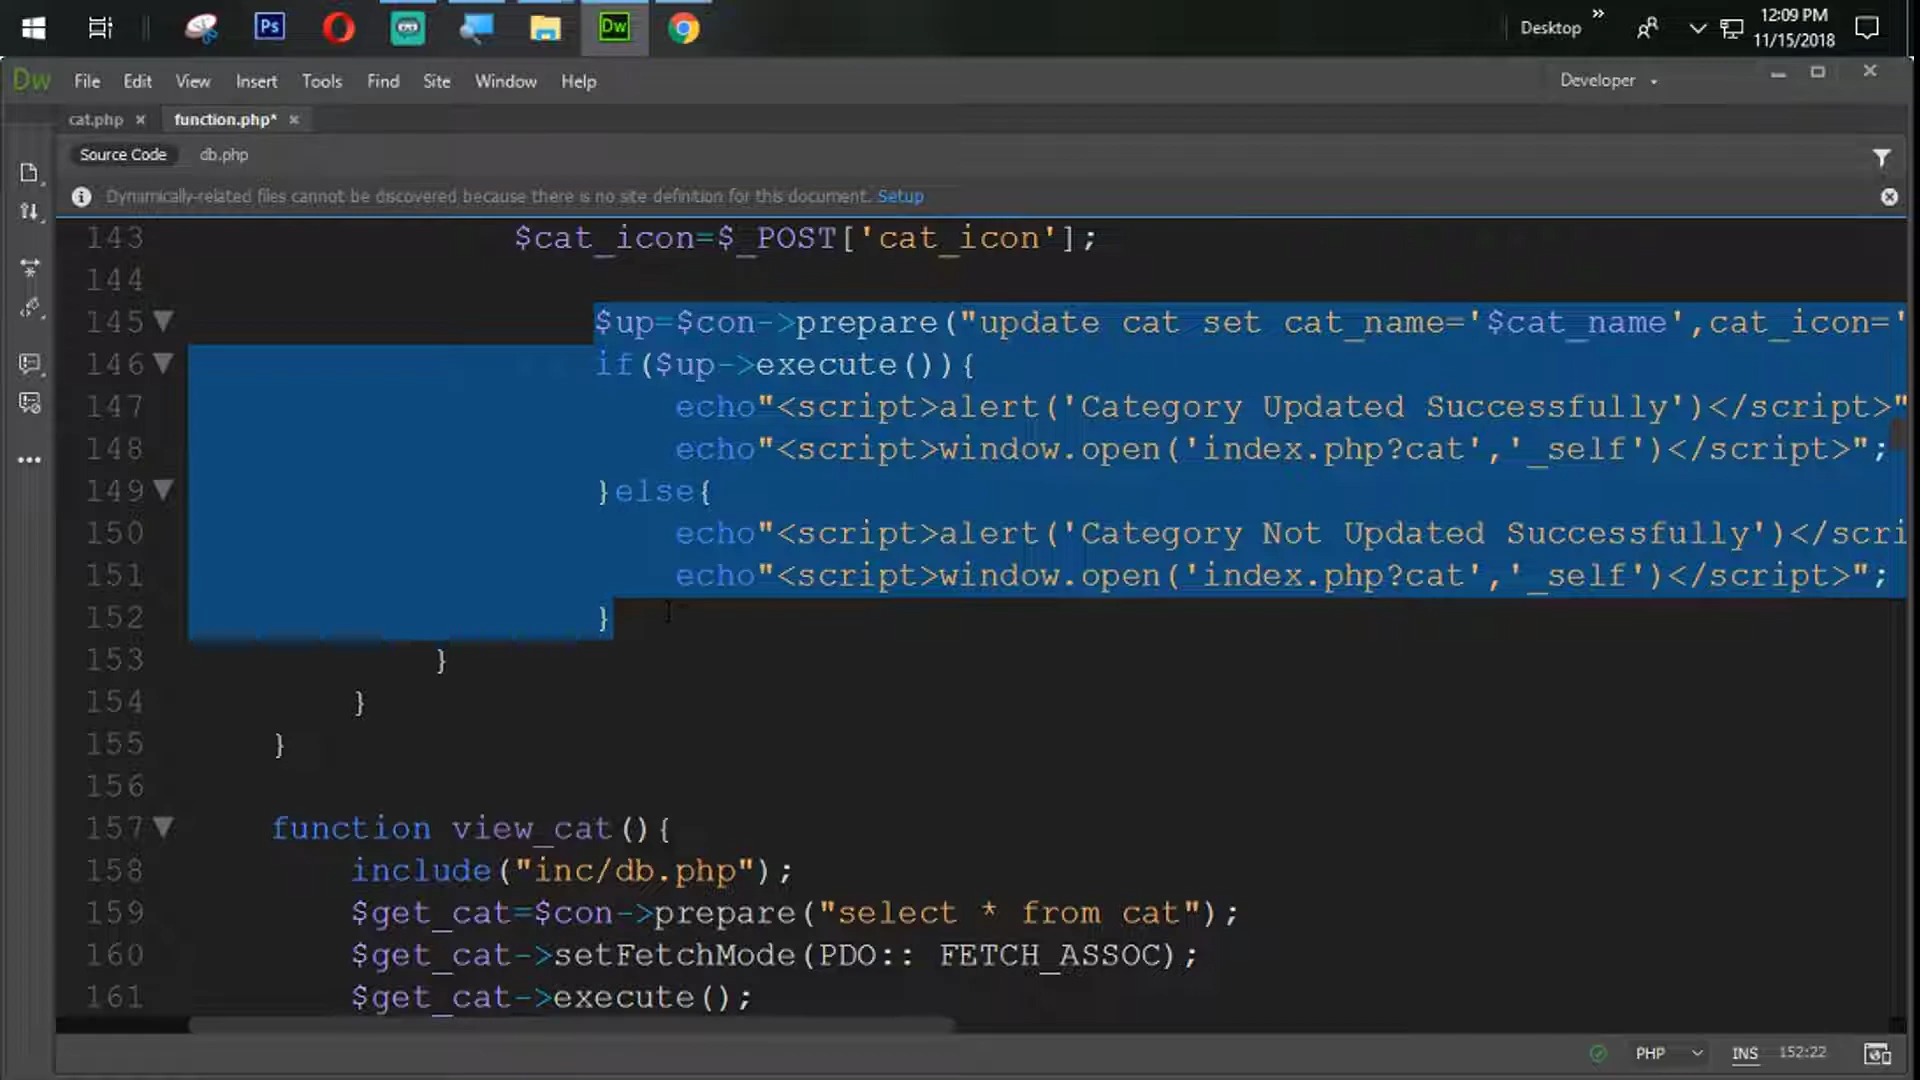 Ps
Dw
Desktop
»
12:09 PM
11/15/2018
Dw File Edit View Insert Tools Find Site Window Help
Developer
cat.php × function.php* ×
Source Code db.php
Dynamically-related files cannot be discovered because there is no site definition for this document. Setup
143 $cat_icon=$_POST['cat_icon'];
144
145 $up=$con->prepare("update cat set cat_name='$cat_name',cat_icon='
146 if($up->execute()){
147 echo"<script>alert('Category Updated Successfully')</script>"
148 echo"<script>window.open('index.php?cat','_self')</script>";
149 }else{
150 echo"<script>alert('Category Not Updated Successfully')</scri
151 echo"<script>window.open('index.php?cat','_self')</script>";
152 }
153 }
154 }
155 }
156
157 function view_cat(){
158 include("inc/db.php");
159 $get_cat=$con->prepare("select * from cat");
160 $get_cat->setFetchMode(PDO:: FETCH_ASSOC);
161 $get_cat->execute();
PHP INS 152:22